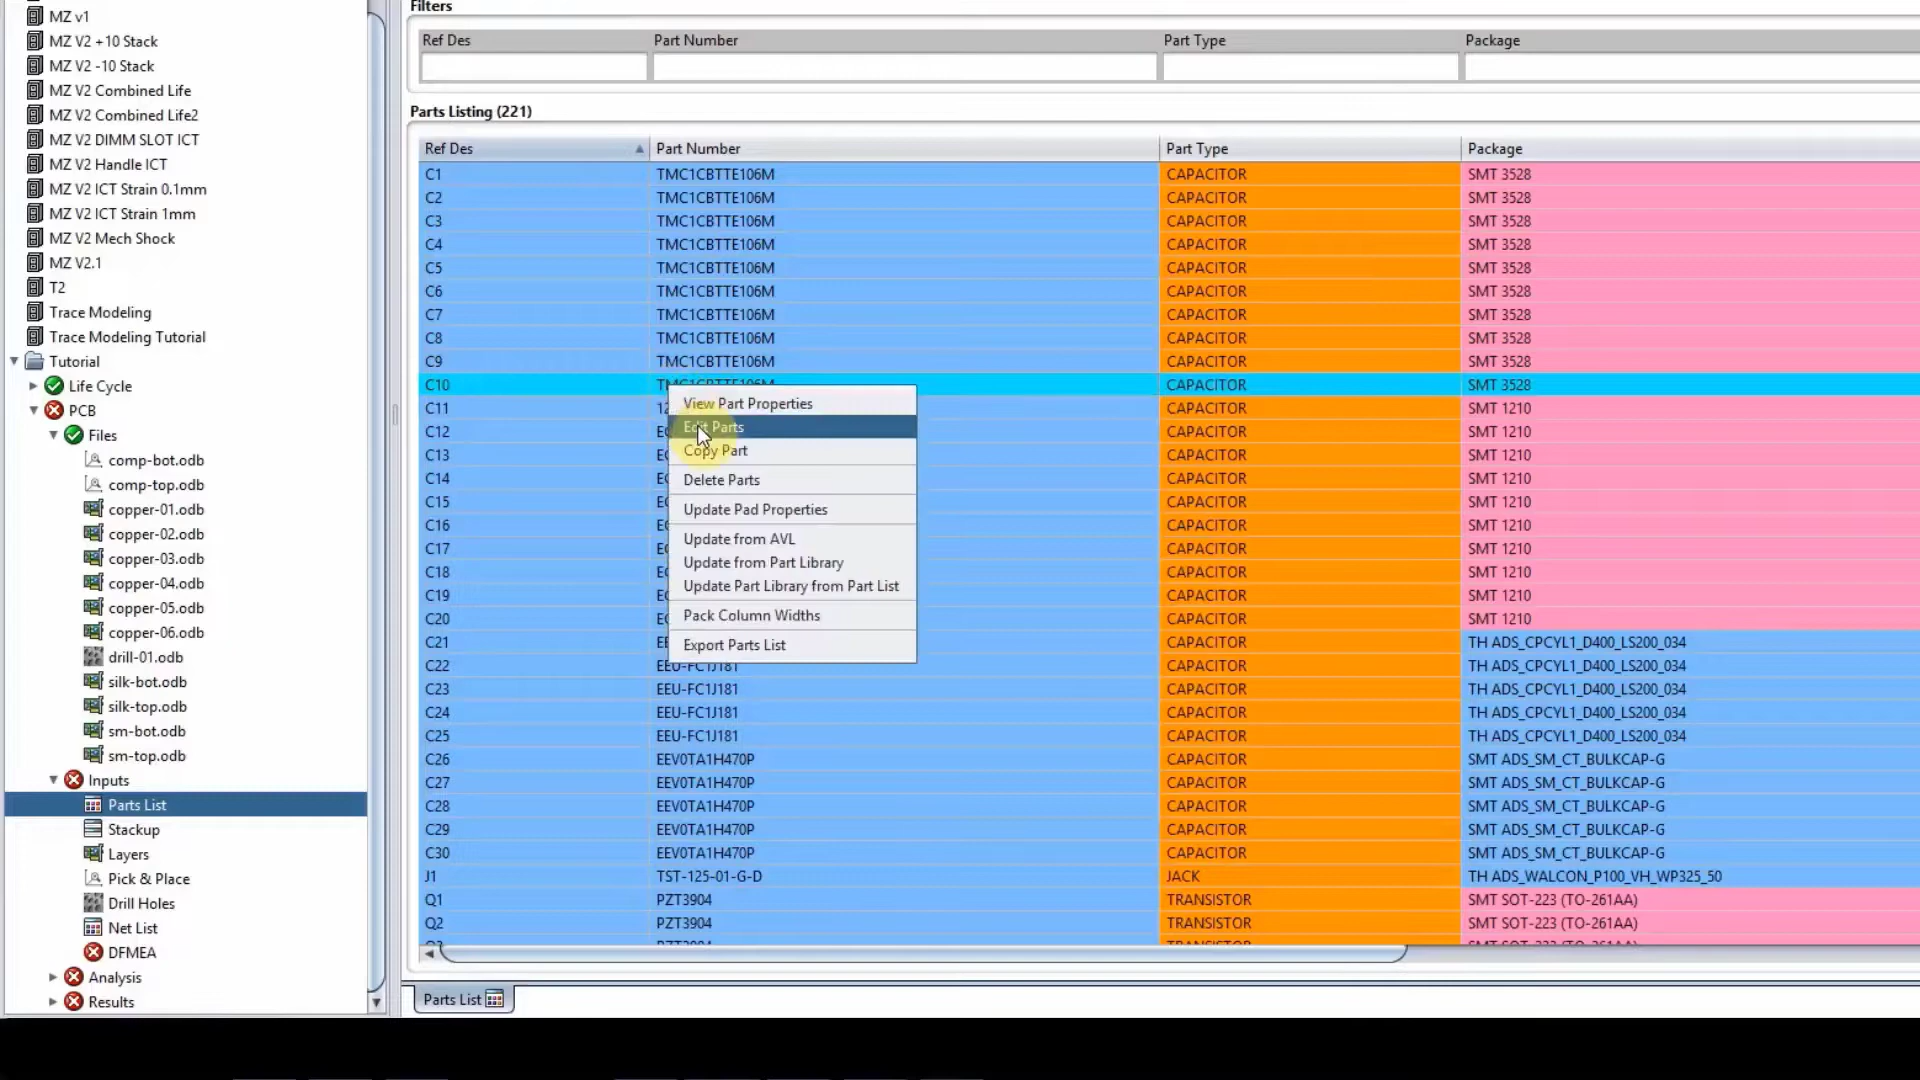 MZ v1
MZ V2 +10 Stack
MZ V2 -10 Stack
MZ V2 Combined Life
MZ V2 Combined Life2
MZ V2 DIMM SLOT ICT
MZ V2 Handle ICT
MZ V2 ICT Strain 0.1mm
MZ V2 ICT Strain 1mm
MZ V2 Mech Shock
MZ V2.1
T2
Trace Modeling
Trace Modeling Tutorial
Tutorial
Life Cycle
PCB
Files
comp-bot.odb
comp-top.odb
copper-01.odb
copper-02.odb
copper-03.odb
copper-04.odb
copper-05.odb
copper-06.odb
drill-01.odb
silk-bot.odb
silk-top.odb
sm-bot.odb
sm-top.odb
Inputs
Parts List
Stackup
Layers
Pick & Place
Drill Holes
Net List
DFMEA
Analysis
Results
Filters
Ref Des Part Number Part Type Package
Parts Listing (221)
Ref Des Part Number Part Type Package
C1 TMC1CBTTE106M CAPACITOR SMT 3528
C2 TMC1CBTTE106M CAPACITOR SMT 3528
C3 TMC1CBTTE106M CAPACITOR SMT 3528
C4 TMC1CBTTE106M CAPACITOR SMT 3528
C5 TMC1CBTTE106M CAPACITOR SMT 3528
C6 TMC1CBTTE106M CAPACITOR SMT 3528
C7 TMC1CBTTE106M CAPACITOR SMT 3528
C8 TMC1CBTTE106M CAPACITOR SMT 3528
C9 TMC1CBTTE106M CAPACITOR SMT 3528
C10 CAPACITOR SMT 3528
C11 CAPACITOR SMT 1210
C12 CAPACITOR SMT 1210
C13 CAPACITOR SMT 1210
C14 CAPACITOR SMT 1210
C15 CAPACITOR SMT 1210
C16 CAPACITOR SMT 1210
C17 CAPACITOR SMT 1210
C18 CAPACITOR SMT 1210
C19 CAPACITOR SMT 1210
C20 CAPACITOR SMT 1210
C21 CAPACITOR TH ADS_CPCYL1_D400_LS200_034
C22 EEU-FC1J181 CAPACITOR TH ADS_CPCYL1_D400_LS200_034
C23 EEU-FC1J181 CAPACITOR TH ADS_CPCYL1_D400_LS200_034
C24 EEU-FC1J181 CAPACITOR TH ADS_CPCYL1_D400_LS200_034
C25 EEU-FC1J181 CAPACITOR TH ADS_CPCYL1_D400_LS200_034
C26 EEV0TA1H470P CAPACITOR SMT ADS_SM_CT_BULKCAP-G
C27 EEV0TA1H470P CAPACITOR SMT ADS_SM_CT_BULKCAP-G
C28 EEV0TA1H470P CAPACITOR SMT ADS_SM_CT_BULKCAP-G
C29 EEV0TA1H470P CAPACITOR SMT ADS_SM_CT_BULKCAP-G
C30 EEV0TA1H470P CAPACITOR SMT ADS_SM_CT_BULKCAP-G
J1 TST-125-01-G-D JACK TH ADS_WALCON_P100_VH_WP325_50
Q1 PZT3904 TRANSISTOR SMT SOT-223 (TO-261AA)
Q2 PZT3904 TRANSISTOR SMT SOT-223 (TO-261AA)
View Part Properties
Edit Parts
Copy Part
Delete Parts
Update Pad Properties
Update from AVL
Update from Part Library
Update Part Library from Part List
Pack Column Widths
Export Parts List
Parts List